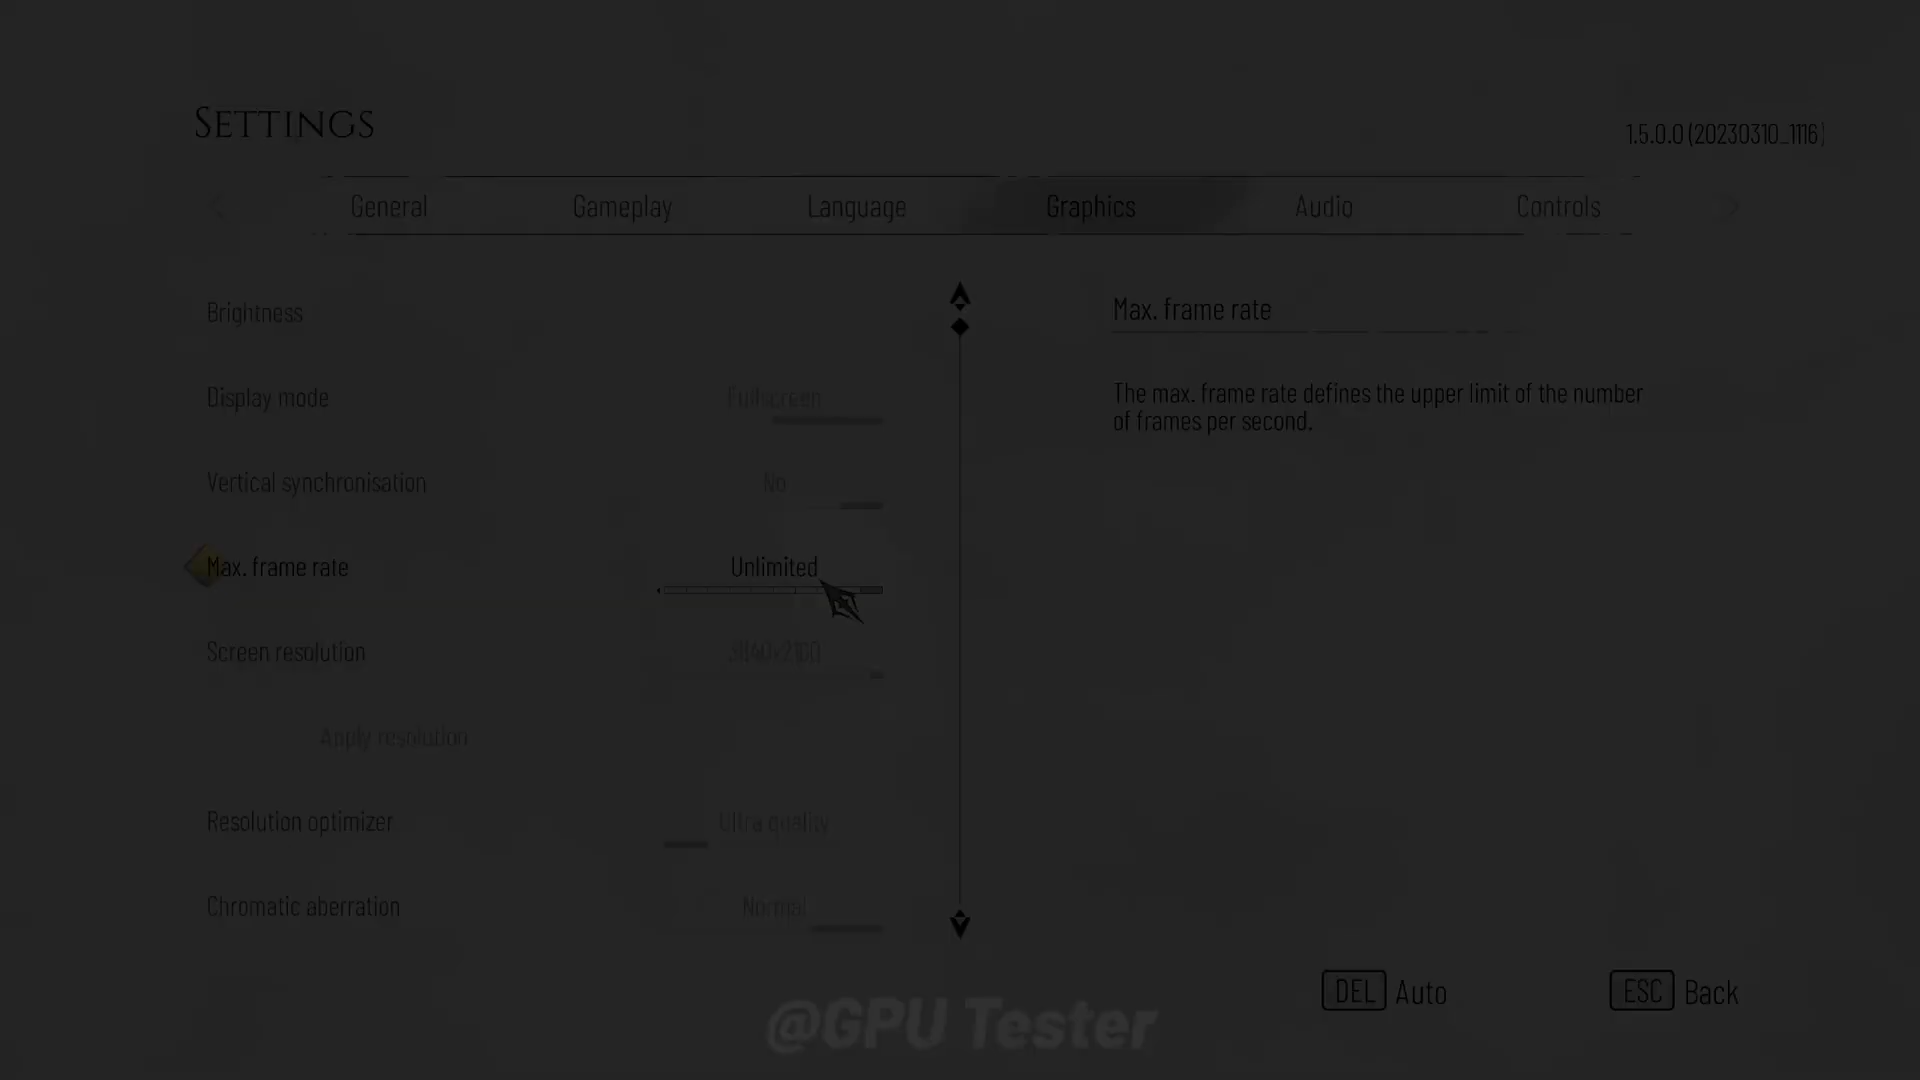 SETTINGS
1.5.0.0 (20230310_1116)
General Gameplay Language Graphics Audio Controls
Brightness
Display mode Fullscreen
Vertical synchronisation No
Max. frame rate Unlimited
Screen resolution
Apply resolution
Resolution optimizer Ultra quality
Chromatic aberration Normal
Max. frame rate
The max. frame rate defines the upper limit of the number
of frames per second.
DEL Auto
ESC Back
@GPU Tester